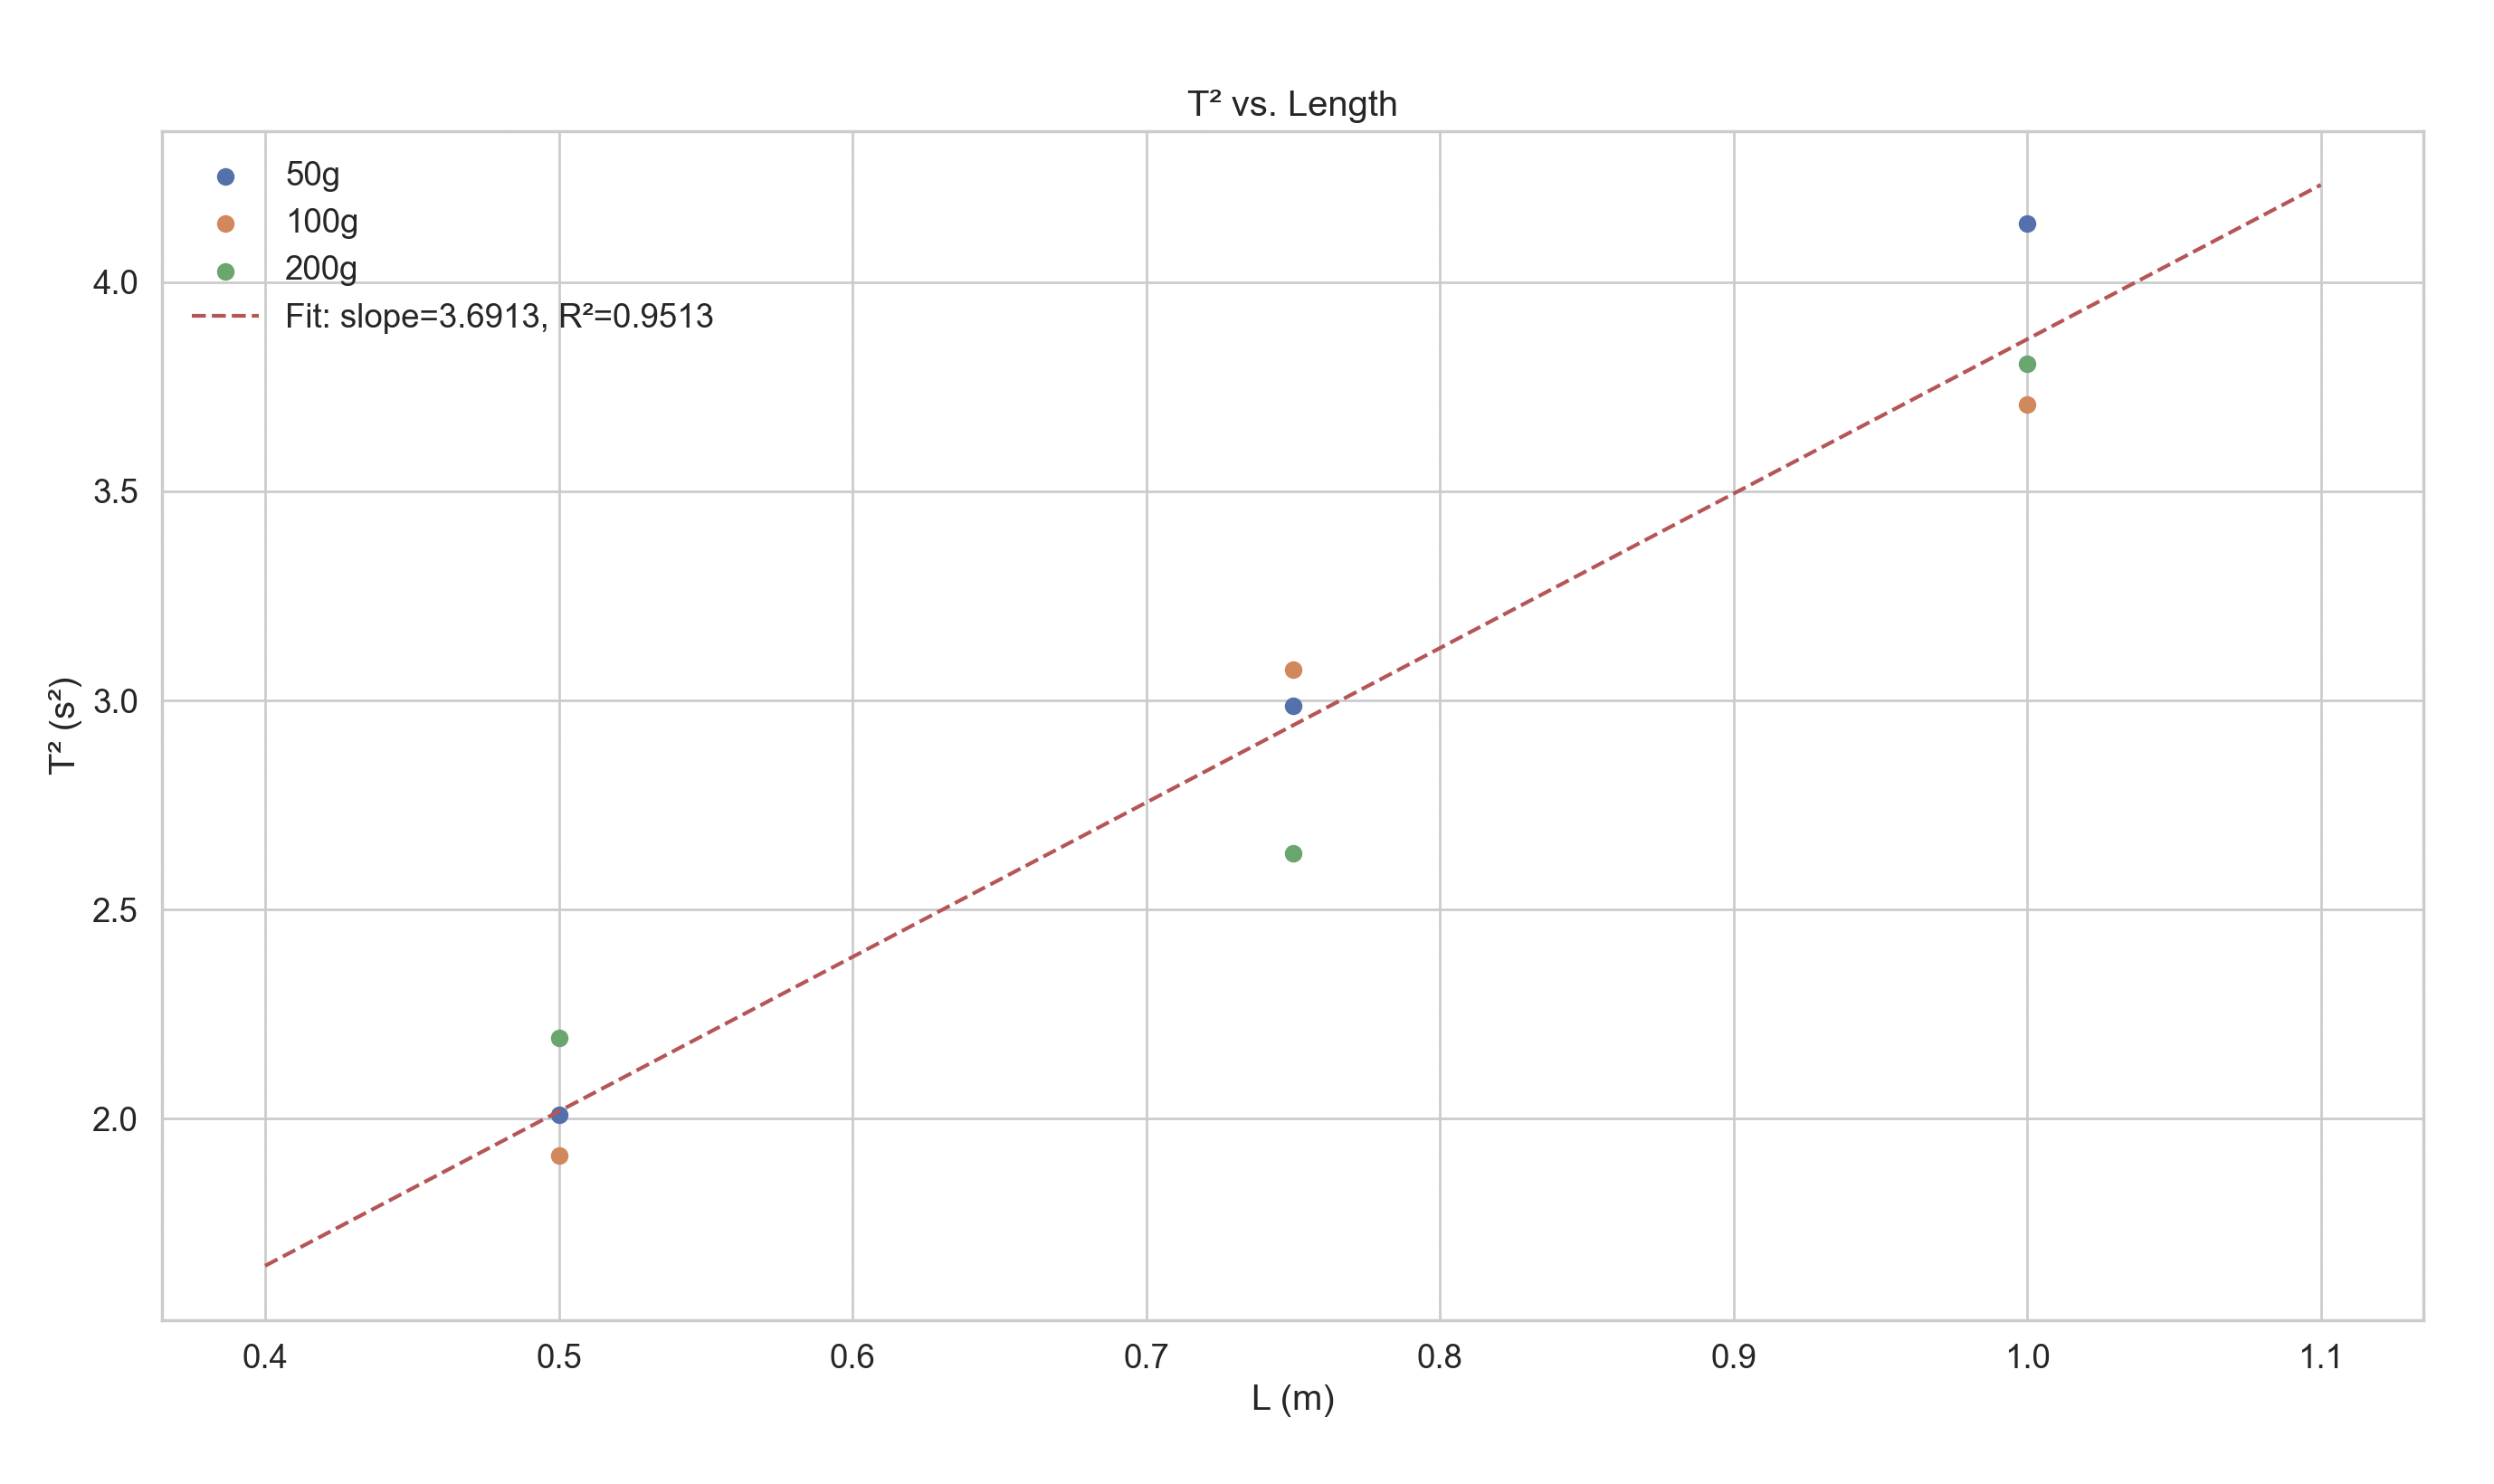 T² vs. Length
50g
100g
200g
Fit: slope=3.6913, R²=0.9513
4.0
3.5
3.0
2.5
2.0
T² (s²)
0.4 0.5 0.6 0.7 0.8 0.9 1.0 1.1
L (m)